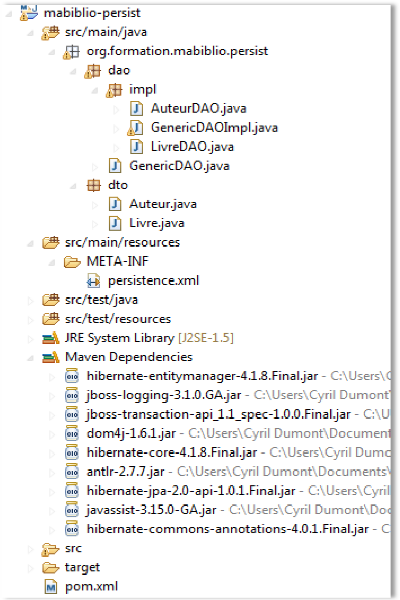 mabiblio-persist
src/main/java
org.formation.mabiblio.persist
dao
impl
AuteurDAO.java
GenericDAOImpl.java
LivreDAO.java
GenericDAO.java
dto
Auteur.java
Livre.java
src/main/resources
META-INF
persistence.xml
src/test/java
src/test/resources
JRE System Library [J2SE-1.5]
Maven Dependencies
hibernate-entitymanager-4.1.8.Final.jar - C:\Users\C
jboss-logging-3.1.0.GA.jar - C:\Users\Cyril Dumont\
jboss-transaction-api_1.1_spec-1.0.0.Final.jar - C:\U
dom4j-1.6.1.jar - C:\Users\Cyril Dumont\Document
hibernate-core-4.1.8.Final.jar - C:\Users\Cyril Dumo
antlr-2.7.7.jar - C:\Users\Cyril Dumont\Documents\
hibernate-jpa-2.0-api-1.0.1.Final.jar - C:\Users\Cyril
javassist-3.15.0-GA.jar - C:\Users\Cyril Dumont\Do
hibernate-commons-annotations-4.0.1.Final.jar - C:
src
target
pom.xml